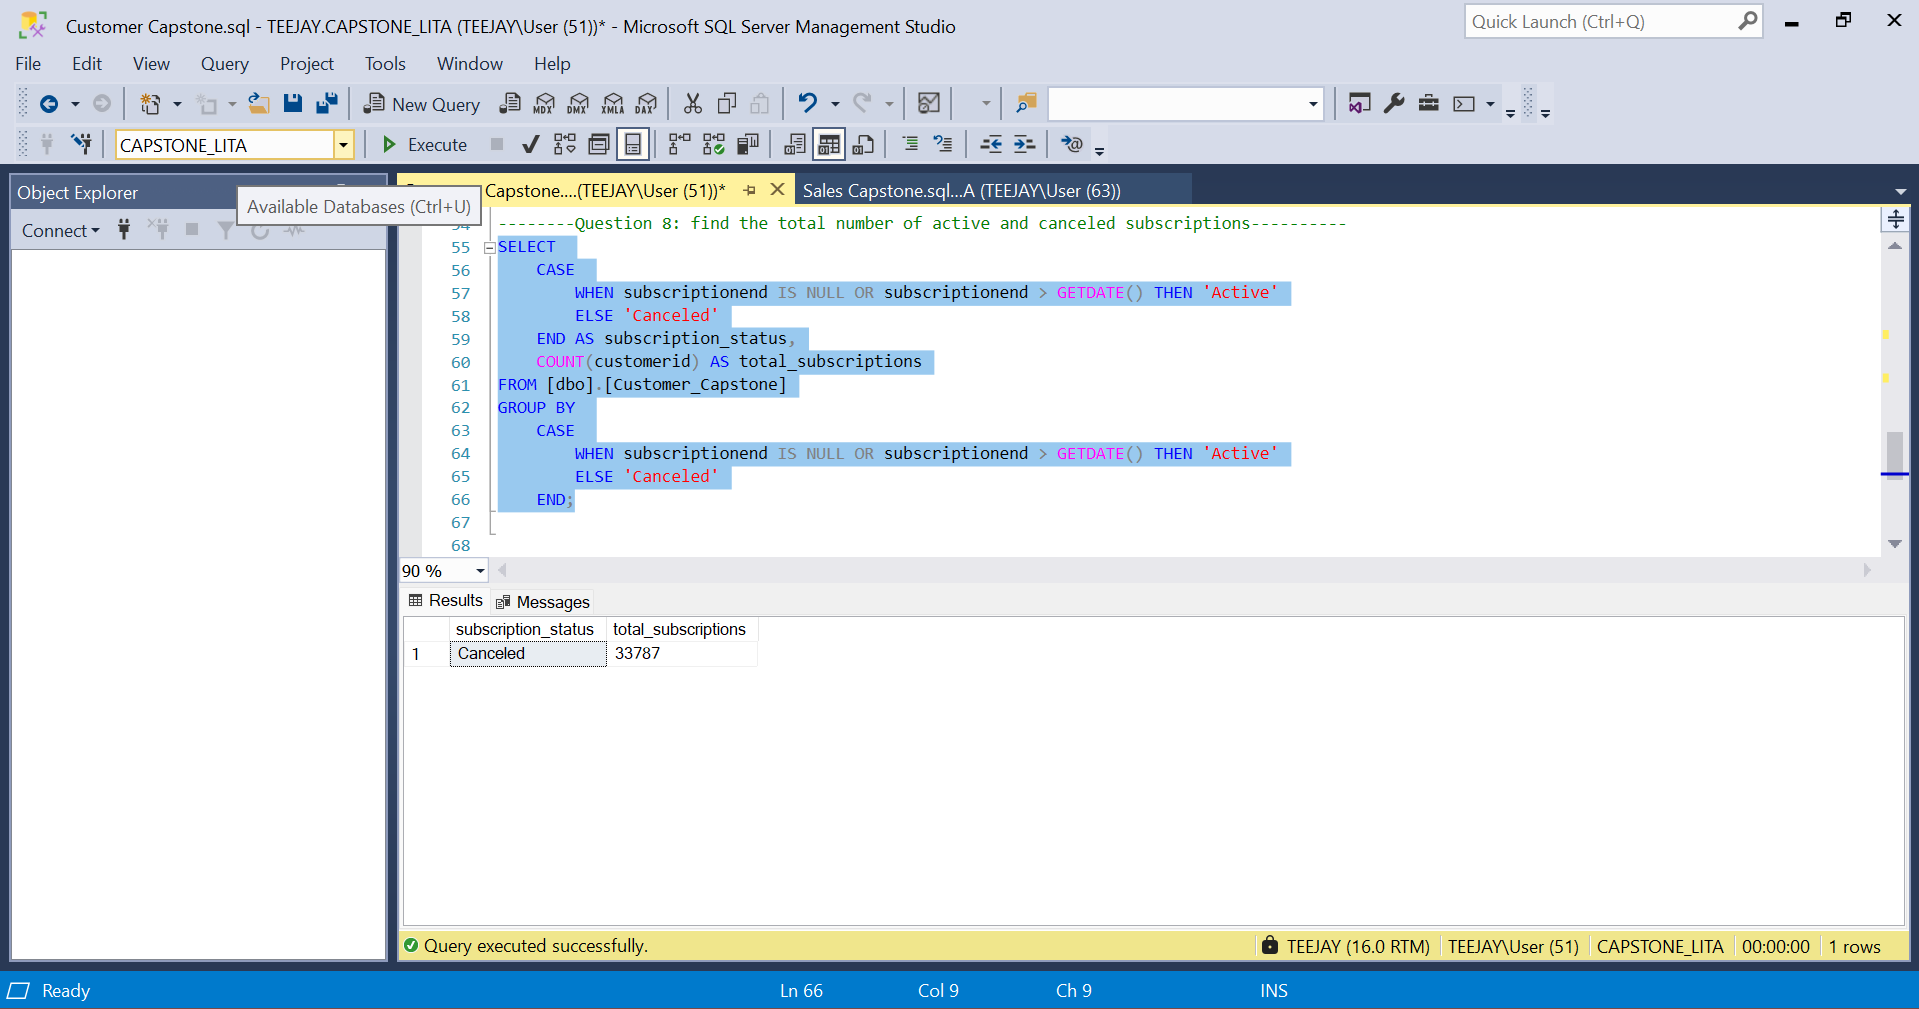 Customer Capstone.sql - TEEJAY.CAPSTONE_LITA (TEEJAY\User (51))* - Microsoft SQL Server Management Studio
Quick Launch (Ctrl+Q)
File Edit View Query Project Tools Window Help
New Query MDX DMX XMLA DAX
CAPSTONE_LITA Execute
Object Explorer
Capstone....(TEEJAY\User (51))* Sales Capstone.sql...A (TEEJAY\User (63))
Available Databases (Ctrl+U)
Connect
54 --------Question 8: find the total number of active and canceled subscriptions----------
55 SELECT
56 CASE
57 WHEN subscriptionend IS NULL OR subscriptionend > GETDATE() THEN 'Active'
58 ELSE 'Canceled'
59 END AS subscription_status,
60 COUNT(customerid) AS total_subscriptions
61 FROM [dbo].[Customer_Capstone]
62 GROUP BY
63 CASE
64 WHEN subscriptionend IS NULL OR subscriptionend > GETDATE() THEN 'Active'
65 ELSE 'Canceled'
66 END;
67
68
90 %
Results Messages
subscription_status total_subscriptions
1 Canceled 33787
Query executed successfully. TEEJAY (16.0 RTM) TEEJAY\User (51) CAPSTONE_LITA 00:00:00 1 rows
Ready Ln 66 Col 9 Ch 9 INS